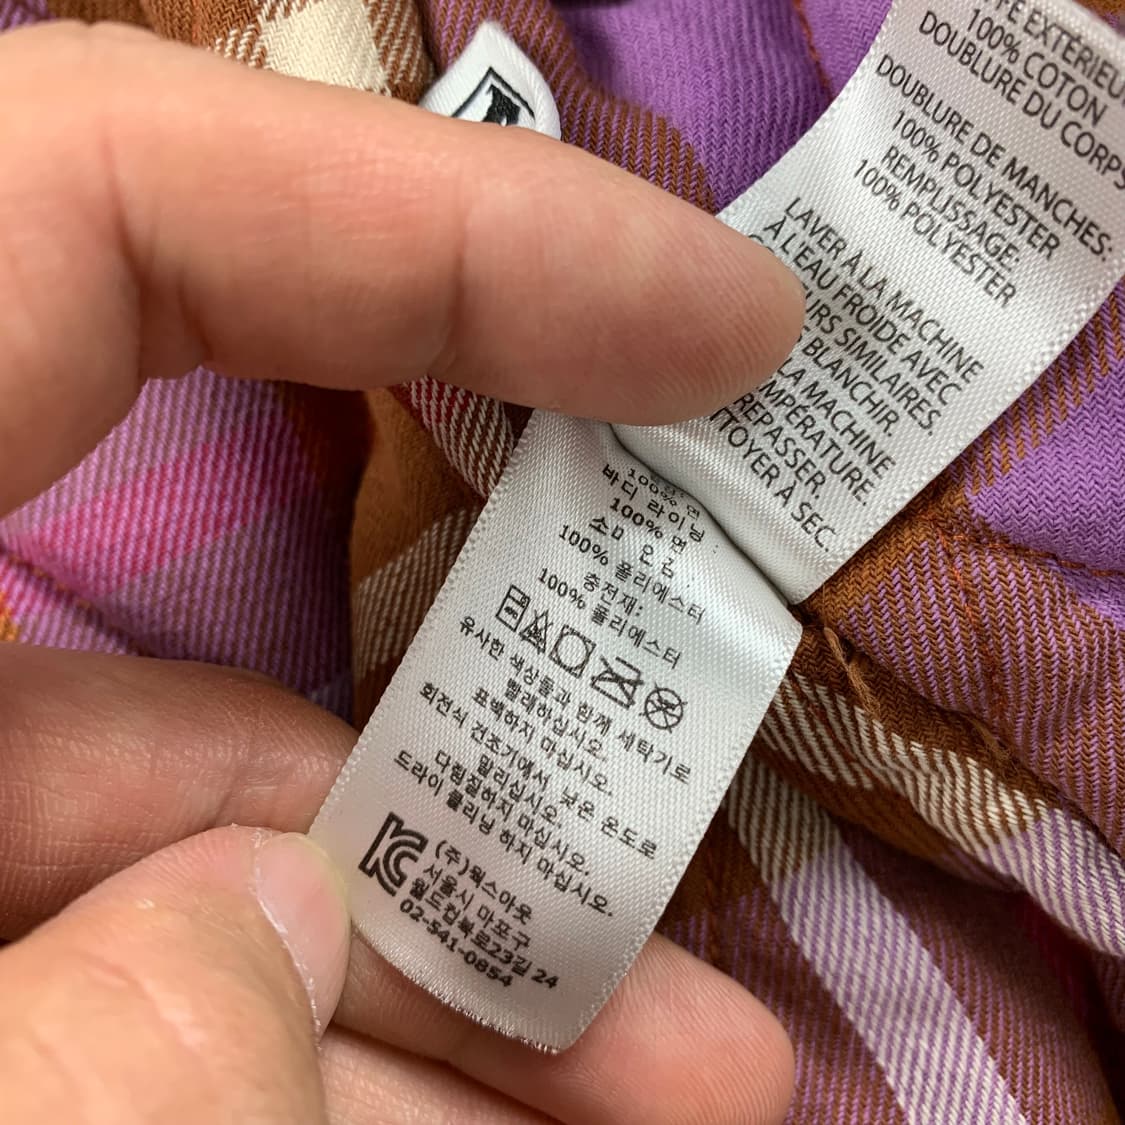 EXTÉRIEU
100% COTON
DOUBLURE DU CORPS
DOUBLURE DE MANCHES:
100% POLYESTER
REMPLISSAGE:
100% POLYESTER
LAVER À LA MACHINE
À L'EAU FROIDE AVEC
SIMILAIRES.
BLANCHIR.
LA MACHINE
TEMPÉRATURE.
REPASSER.
À SEC.
100% 면
바디 라이닝 :
100% 면
100% 폴리에스터
충전재:
100% 폴리에스터
유사한 색상들과 함께 세탁기로
빨래하십시오.
표백하지 마십시오.
회전식 건조기에서 낮은 온도로
말리십시오.
다림질하지 마십시오.
드라이 클리닝 하지 마십시오.
KC
(주)웍스아웃
서울시 마포구
월드컵북로23길 24
02-541-0854